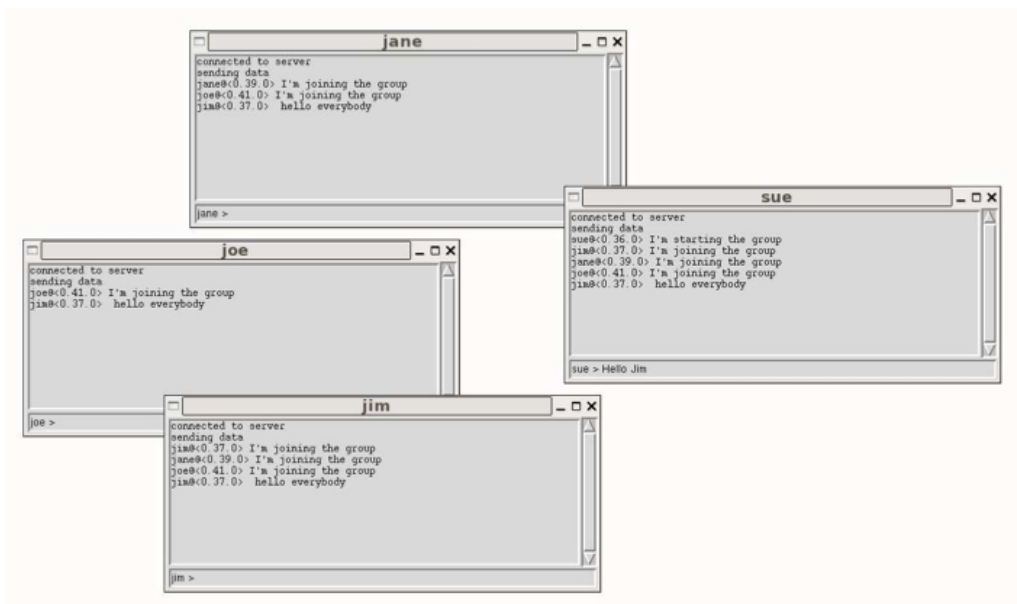 jane
connected to server
sending data
jane@<0.39.0> I'm joining the group
joe@<0.41.0> I'm joining the group
jim@<0.37.0>  hello everybody
jane >
sue
connected to server
sending data
sue@<0.36.0> I'm starting the group
jim@<0.37.0> I'm joining the group
jane@<0.39.0> I'm joining the group
joe@<0.41.0> I'm joining the group
jim@<0.37.0>  hello everybody
sue > Hello Jim
joe
connected to server
sending data
joe@<0.41.0> I'm joining the group
jim@<0.37.0>  hello everybody
joe >
jim
connected to server
sending data
jim@<0.37.0> I'm joining the group
jane@<0.39.0> I'm joining the group
joe@<0.41.0> I'm joining the group
jim@<0.37.0>  hello everybody
jim >